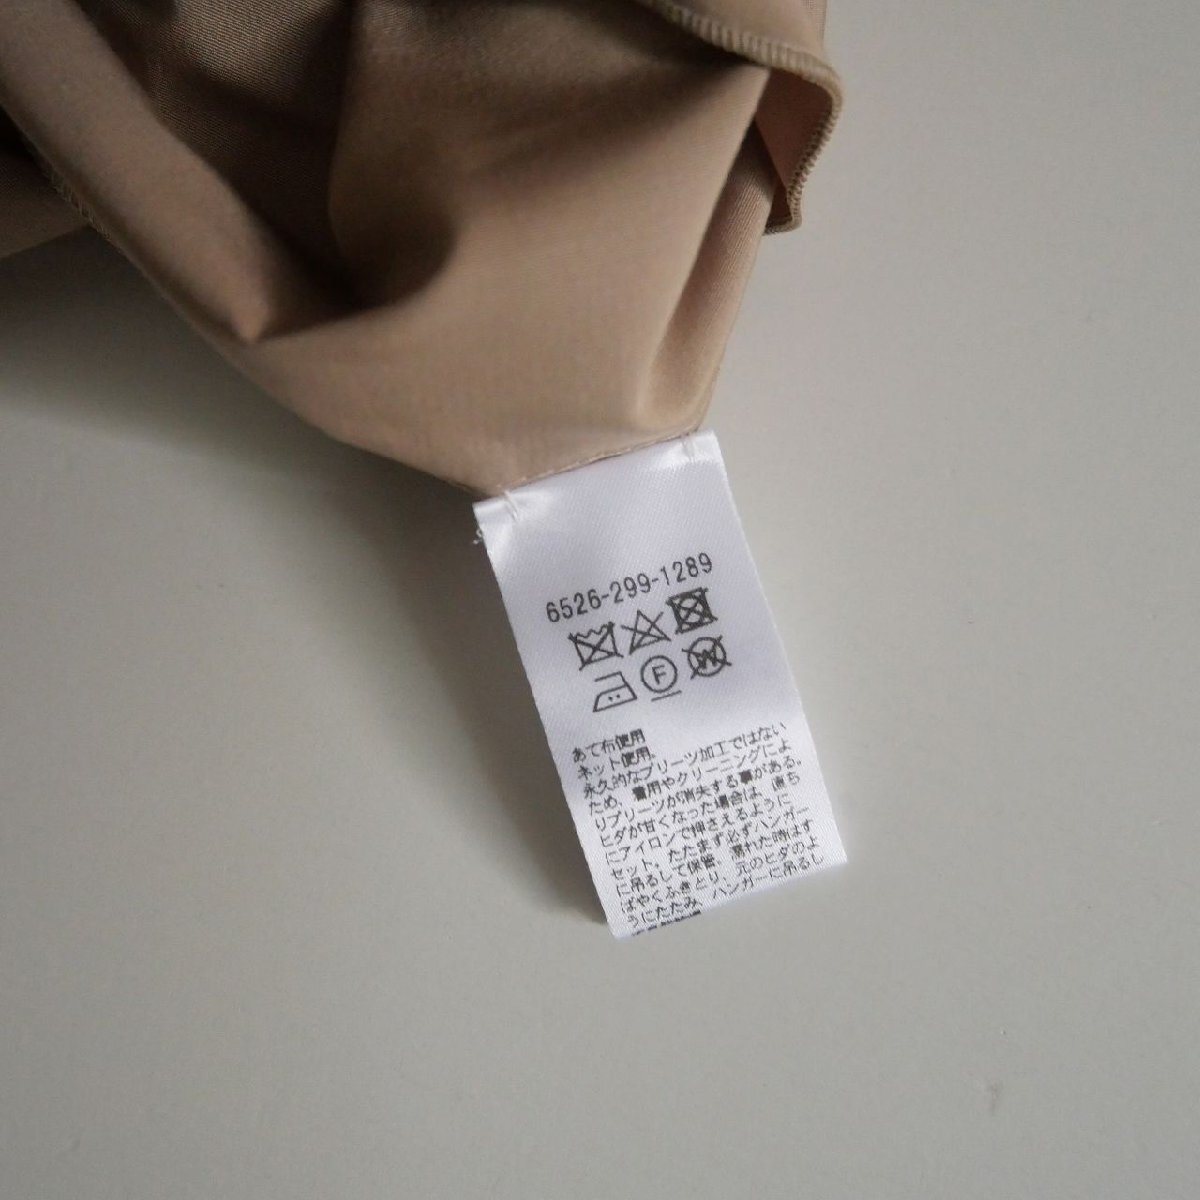 6526-299-1289
F
W
あて布使用
ネット使用
永久的なプリーツ加工ではない
ため、着用やクリーニングによ
りプリーツが消失する事がある。
ヒダが甘くなった場合は、直ち
にアイロンで押さえるように
セット。たたまず必ずハンガー
に吊るして保管。濡れた時はす
ばやくふきとり、元のヒダのよ
うにたたみ、ハンガーに吊るし